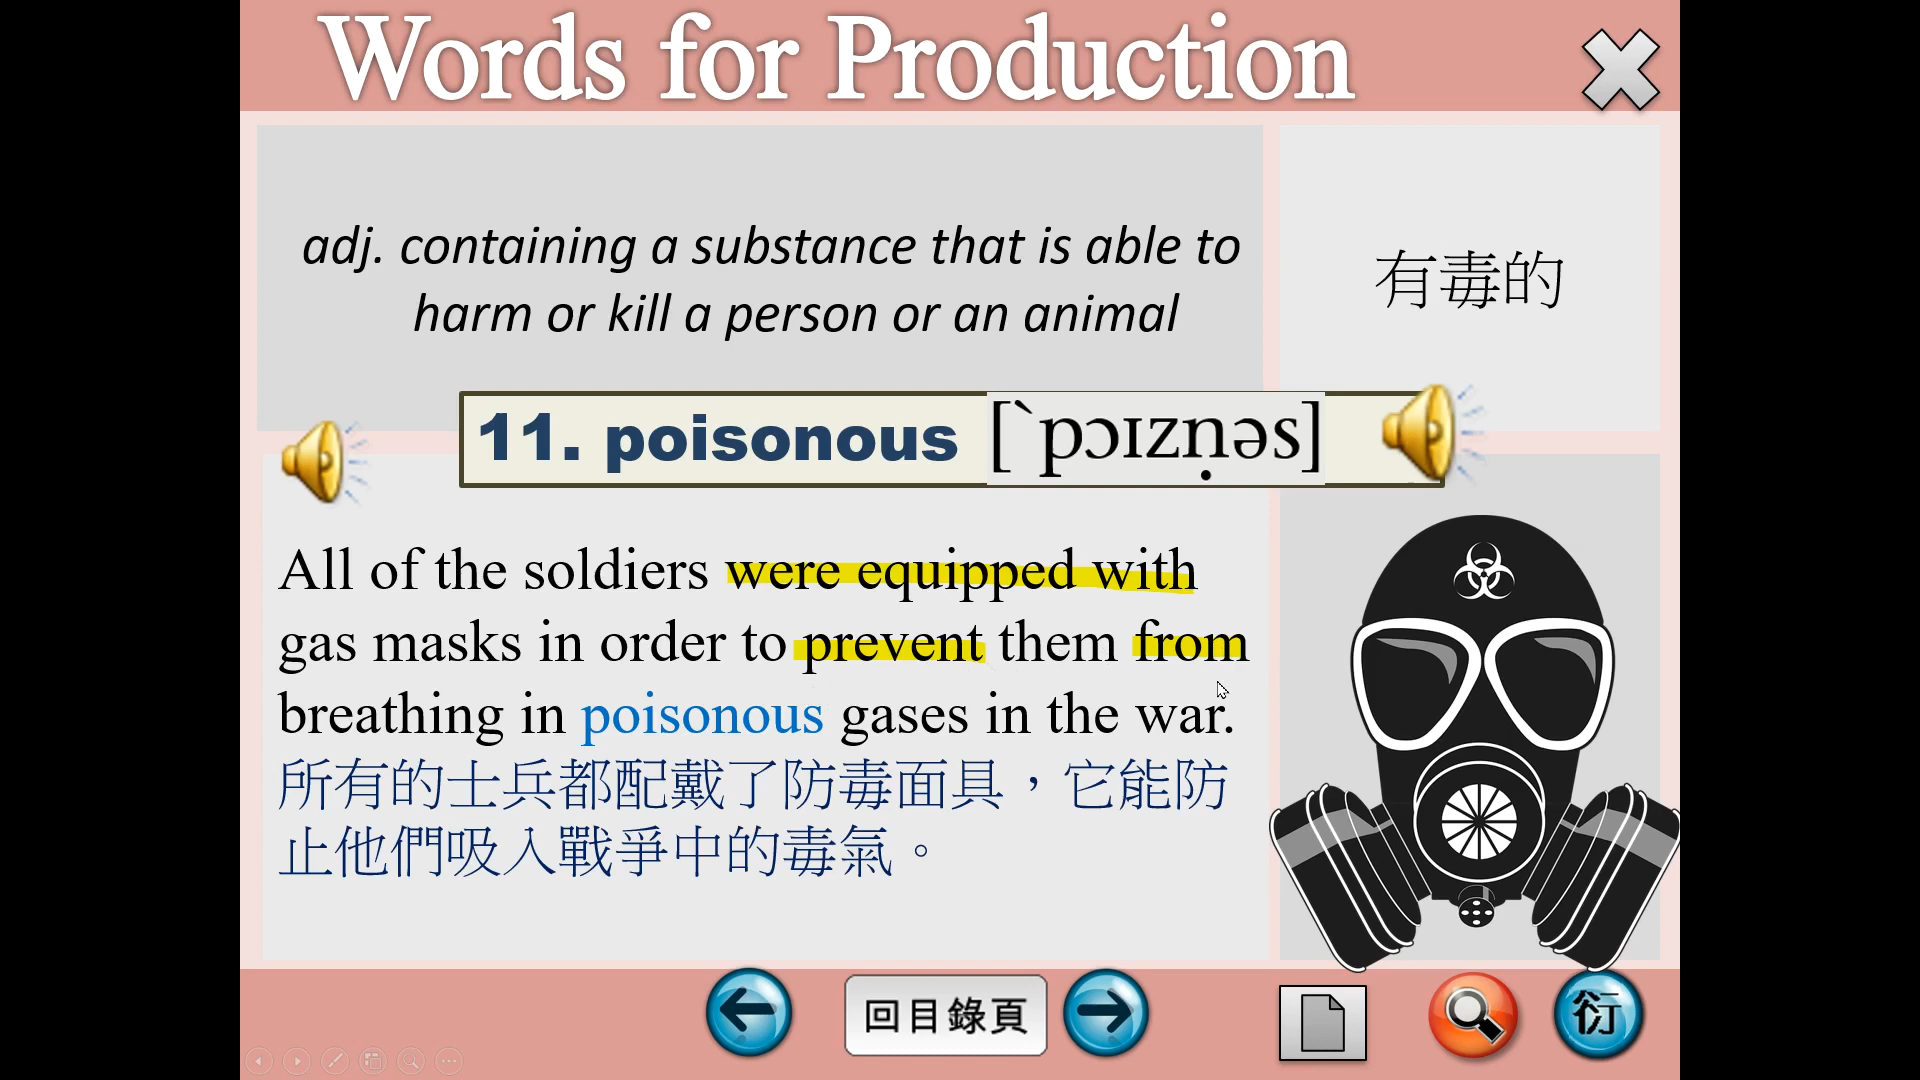 Words for Production
adj. containing a substance that is able to
harm or kill a person or an animal
有毒的
11. poisonous [ˋpɔɪzṇəs]
All of the soldiers were equipped with
gas masks in order to prevent them from
breathing in poisonous gases in the war.
所有的士兵都配戴了防毒面具，它能防
止他們吸入戰爭中的毒氣。
回目錄頁
衍